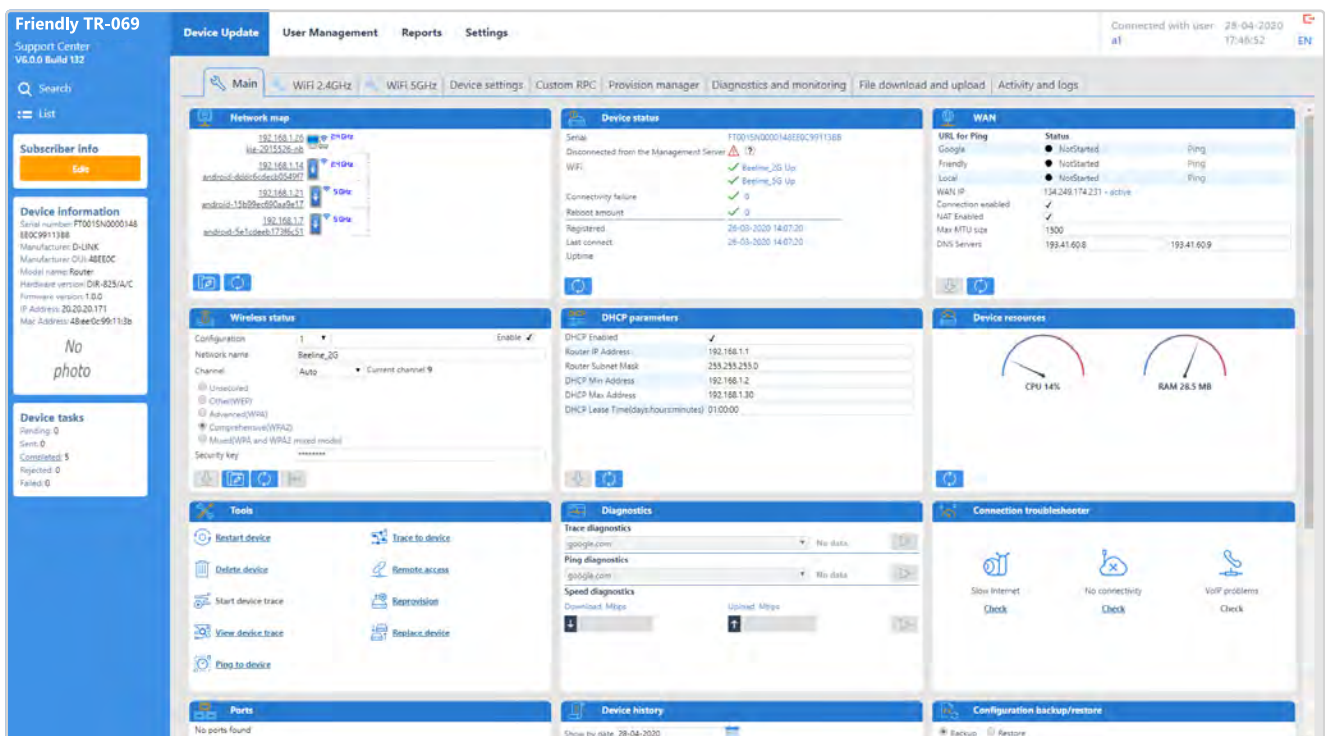 Friendly TR-069
Support Center
V6.0.0 Build 132
Search
List
Subscriber info
Edit
Device information
Serial number: FT001SN0000148
EE0C9911388
Manufacturer: D-LINK
Manufacturer OUI: 48EE0C
Model name: Router
Hardware version: DIR-825/A/C
Firmware version: 1.0.0
IP Address: 20.20.20.171
Mac Address: 48:ee:0c:99:11:3b
No
photo
Device tasks
Pending: 0
Sent: 0
Completed: 5
Rejected: 0
Failed: 0
Device Update User Management Reports Settings
Connected with user 28-04-2020
a1 17:46:52 EN
Main WiFi 2.4GHz WiFi 5GHz Device settings Custom RPC Provision manager Diagnostics and monitoring File download and upload Activity and logs
Network map
192.168.1.26 2.4 GHz
192.168.1.14 2.4 GHz
192.168.1.21 5 GHz
android-15b99ec690aa9e17
192.168.1.7 5 GHz
android-5e1cdeeb173f6c51
Device status
Serial FT001SN0000148EE0C9911388
Disconnected from the Management Server ?
WiFi Beeline_2G Up
Beeline_5G Up
Connectivity failure 0
Reboot amount 0
Registered 26-03-2020 14:07:20
Last connect 26-03-2020 14:07:20
Uptime
WAN
URL for Ping Status
Google NotStarted Ping
Friendly NotStarted Ping
Local NotStarted Ping
WAN IP 134.249.174.231 - active
Connection enabled
NAT Enabled
Max MTU size 1500
DNS Servers 193.41.60.8 193.41.60.9
Wireless status
Configuration 1 Enable
Network name Beeline_2G
Channel Auto Current channel 9
Unsecured
Other(WEP)
Advanced(WPA)
Comprehensive(WPA2)
Mixed(WPA and WPA2 mixed mode)
Security key ********
DHCP parameters
DHCP Enabled
Router IP Address 192.168.1.1
Router Subnet Mask 255.255.255.0
DHCP Min Address 192.168.1.2
DHCP Max Address 192.168.1.30
DHCP Lease Time(days:hours:minutes) 01:00:00
Device resources
CPU 14% RAM 28.5 MB
Tools
Restart device Trace to device
Delete device Remote access
Start device trace Reprovision
View device trace Replace device
Ping to device
Diagnostics
Trace diagnostics
google.com No data
Ping diagnostics
google.com No data
Speed diagnostics
Download, Mbps Upload, Mbps
Connection troubleshooter
Slow Internet No connectivity VoIP problems
Check Check Check
Ports
No ports found
Device history
Show by date 28-04-2020
Configuration backup/restore
Backup Restore